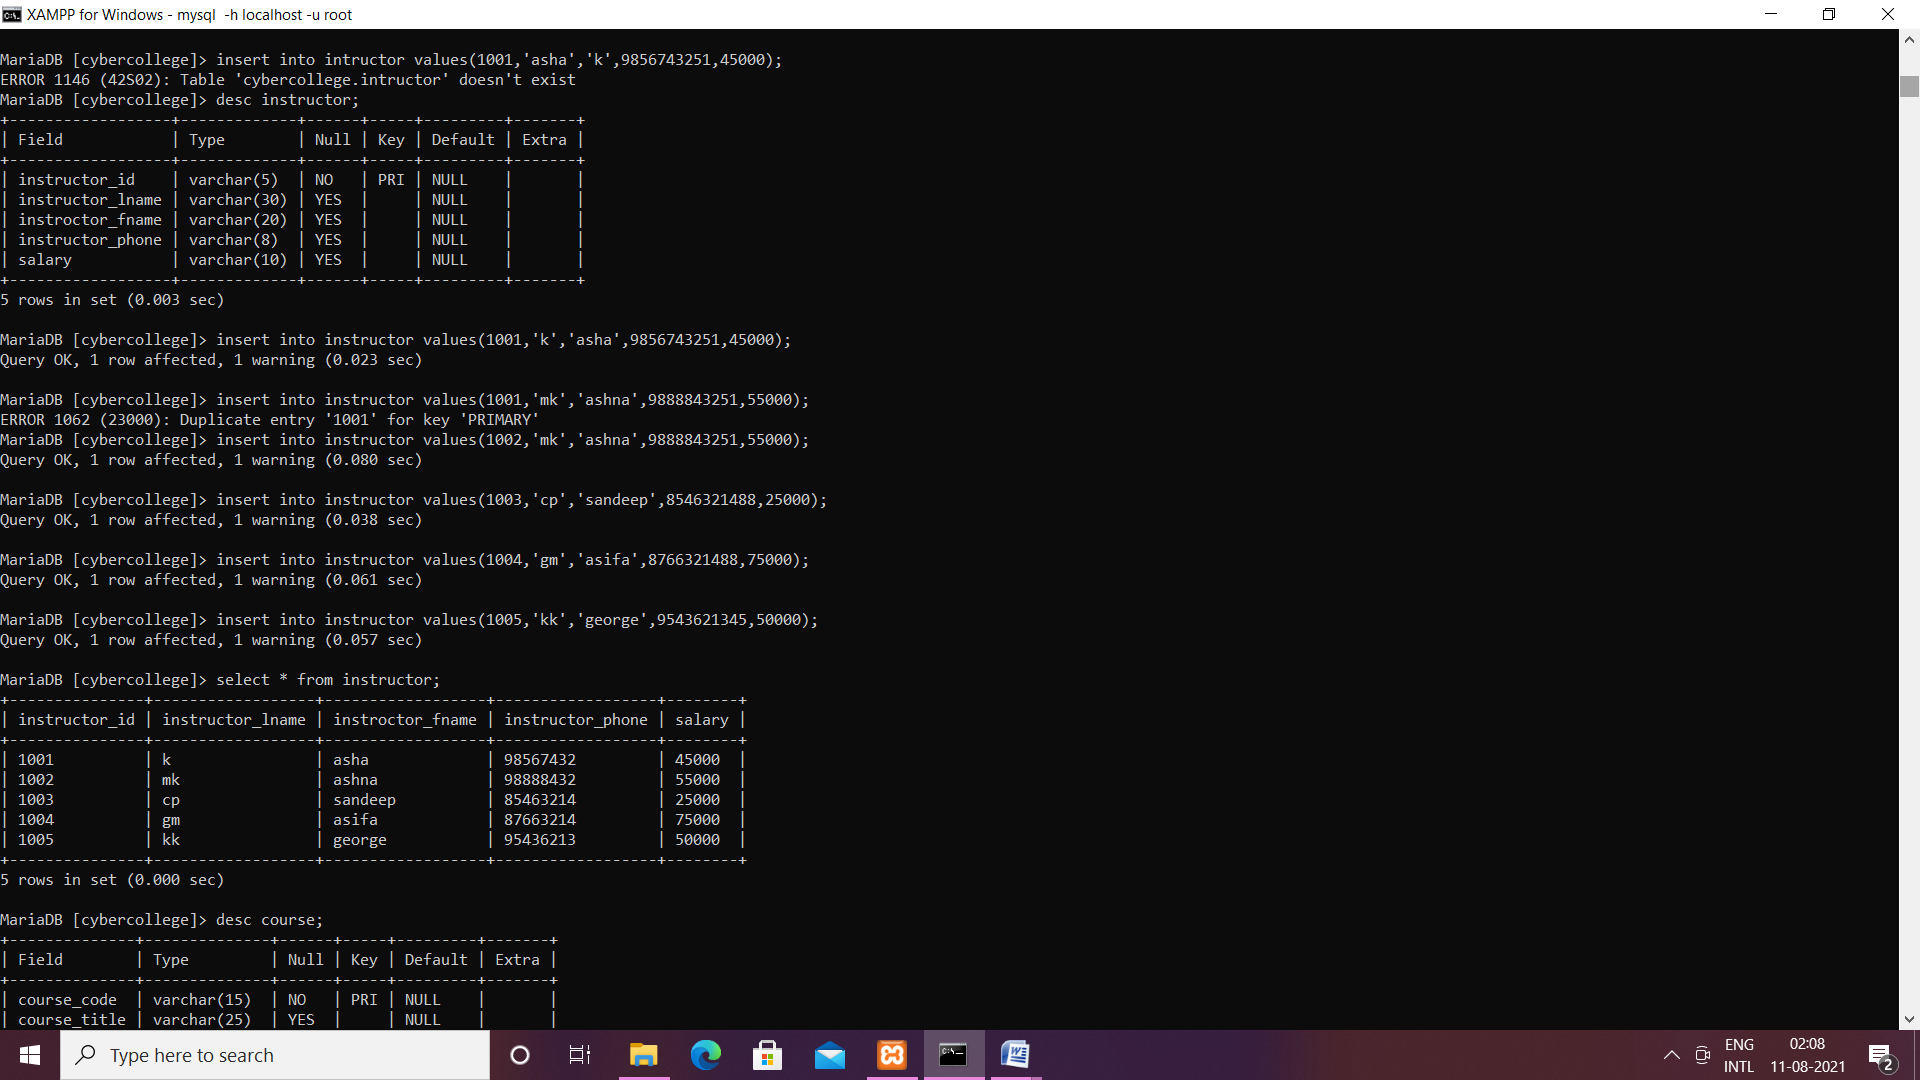 XAMPP for Windows - mysql  -h localhost -u root
MariaDB [cybercollege]> insert into intructor values(1001,'asha','k',9856743251,45000);
ERROR 1146 (42S02): Table 'cybercollege.intructor' doesn't exist
MariaDB [cybercollege]> desc instructor;
+------------------+-------------+------+-----+---------+-------+
| Field            | Type        | Null | Key | Default | Extra |
+------------------+-------------+------+-----+---------+-------+
| instructor_id    | varchar(5)  | NO   | PRI | NULL    |       |
| instructor_lname | varchar(30) | YES  |     | NULL    |       |
| instroctor_fname | varchar(20) | YES  |     | NULL    |       |
| instructor_phone | varchar(8)  | YES  |     | NULL    |       |
| salary           | varchar(10) | YES  |     | NULL    |       |
+------------------+-------------+------+-----+---------+-------+
5 rows in set (0.003 sec)
MariaDB [cybercollege]> insert into instructor values(1001,'k','asha',9856743251,45000);
Query OK, 1 row affected, 1 warning (0.023 sec)
MariaDB [cybercollege]> insert into instructor values(1001,'mk','ashna',9888843251,55000);
ERROR 1062 (23000): Duplicate entry '1001' for key 'PRIMARY'
MariaDB [cybercollege]> insert into instructor values(1002,'mk','ashna',9888843251,55000);
Query OK, 1 row affected, 1 warning (0.080 sec)
MariaDB [cybercollege]> insert into instructor values(1003,'cp','sandeep',8546321488,25000);
Query OK, 1 row affected, 1 warning (0.038 sec)
MariaDB [cybercollege]> insert into instructor values(1004,'gm','asifa',8766321488,75000);
Query OK, 1 row affected, 1 warning (0.061 sec)
MariaDB [cybercollege]> insert into instructor values(1005,'kk','george',9543621345,50000);
Query OK, 1 row affected, 1 warning (0.057 sec)
MariaDB [cybercollege]> select * from instructor;
+---------------+------------------+------------------+------------------+--------+
| instructor_id | instructor_lname | instroctor_fname | instructor_phone | salary |
+---------------+------------------+------------------+------------------+--------+
| 1001          | k                | asha             | 98567432         | 45000  |
| 1002          | mk               | ashna            | 98888432         | 55000  |
| 1003          | cp               | sandeep          | 85463214         | 25000  |
| 1004          | gm               | asifa            | 87663214         | 75000  |
| 1005          | kk               | george           | 95436213         | 50000  |
+---------------+------------------+------------------+------------------+--------+
5 rows in set (0.000 sec)
MariaDB [cybercollege]> desc course;
+--------------+-------------+------+-----+---------+-------+
| Field        | Type        | Null | Key | Default | Extra |
+--------------+-------------+------+-----+---------+-------+
| course_code  | varchar(15) | NO   | PRI | NULL    |       |
| course_title | varchar(25) | YES  |     | NULL    |       |
Type here to search
ENG
INTL
02:08
11-08-2021
2